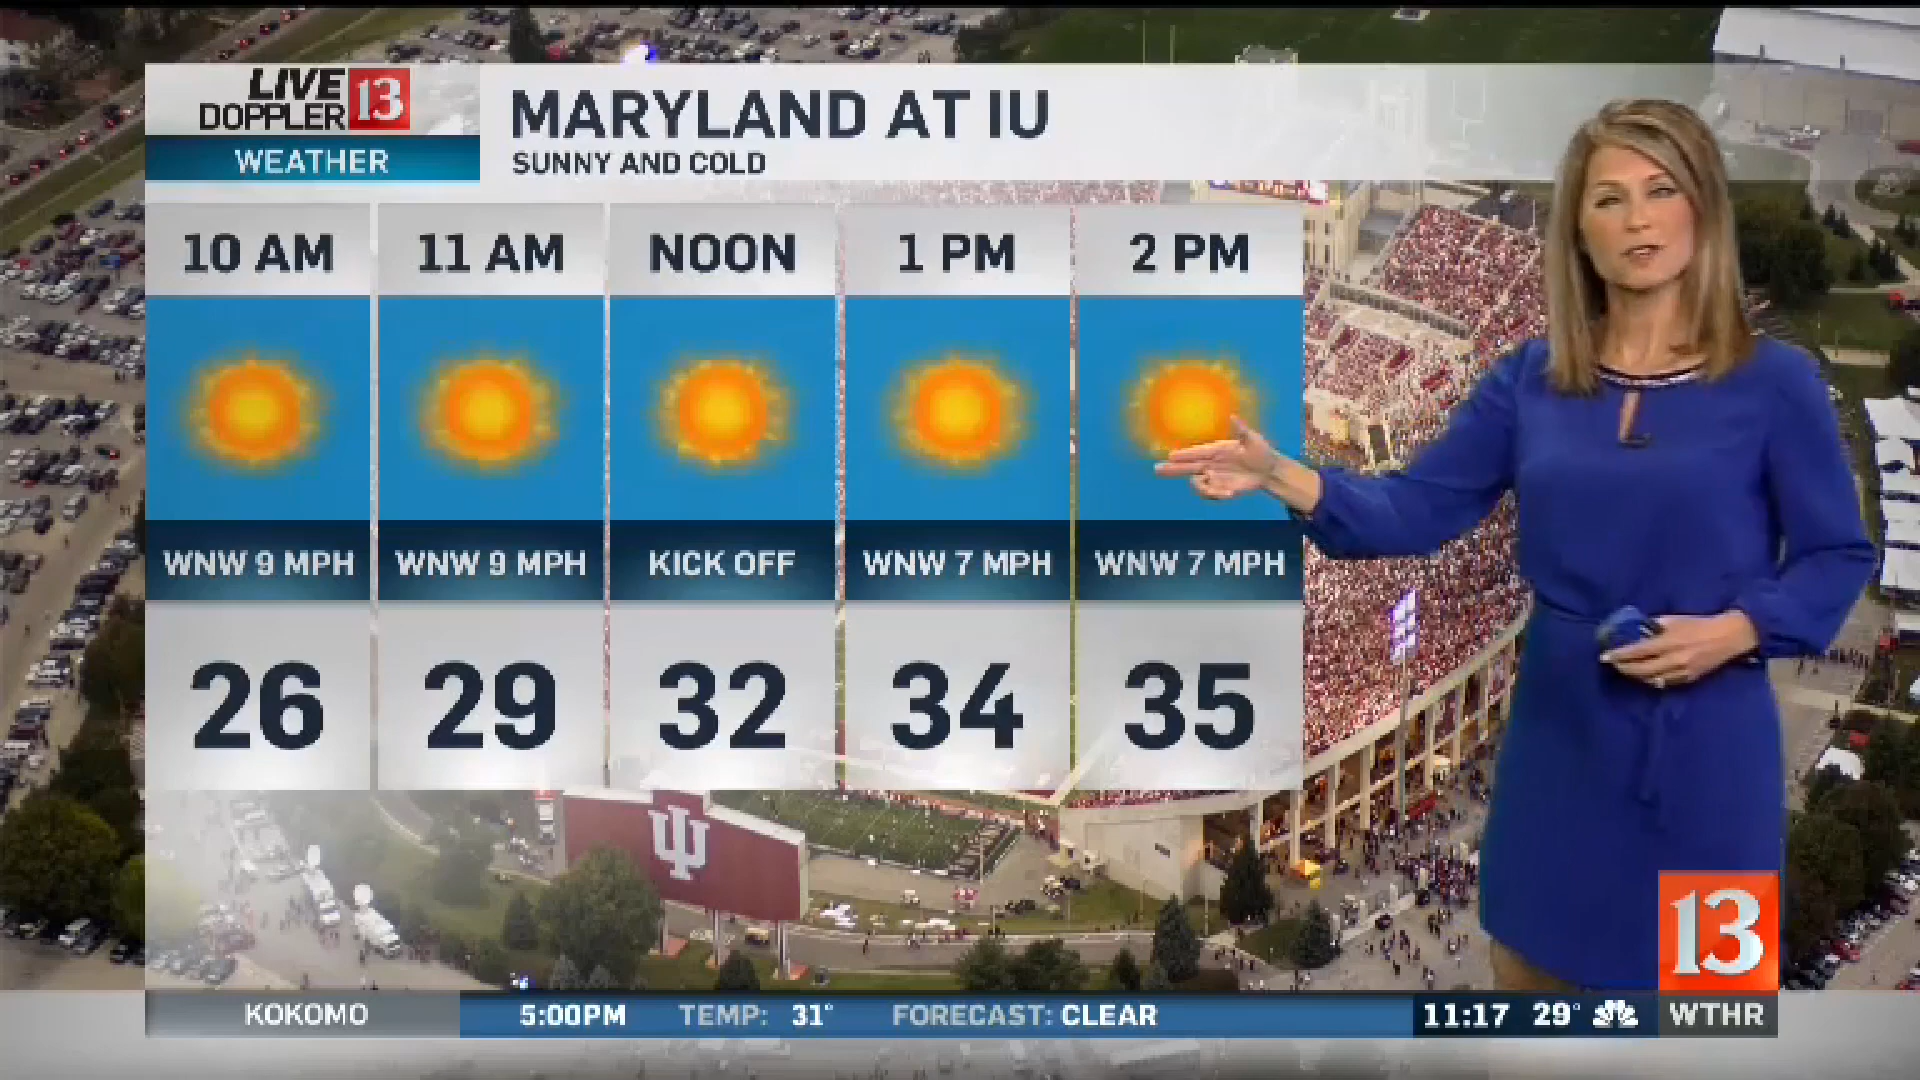 LIVE
DOPPLER 13
WEATHER
MARYLAND AT IU
SUNNY AND COLD
10 AM 11 AM NOON 1 PM 2 PM
WNW 9 MPH WNW 9 MPH KICK OFF WNW 7 MPH WNW 7 MPH
26 29 32 34 35
IU
13
KOKOMO 5:00PM TEMP: 31° FORECAST: CLEAR 11:17 29° WTHR